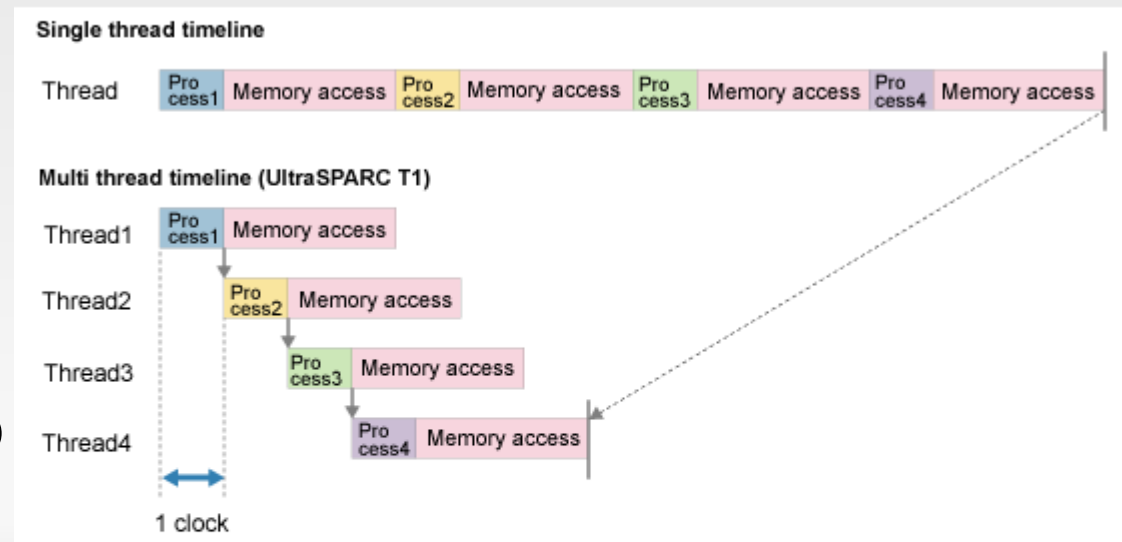 Single thread timeline
Thread
Pro
cess1
Memory access
Pro
cess2
Memory access
Pro
cess3
Memory access
Pro
cess4
Memory access
Multi thread timeline (UltraSPARC T1)
Thread1
Pro
cess1
Memory access
Thread2
Pro
cess2
Memory access
Thread3
Pro
cess3
Memory access
)
Thread4
Pro
cess4
Memory access
1 clock